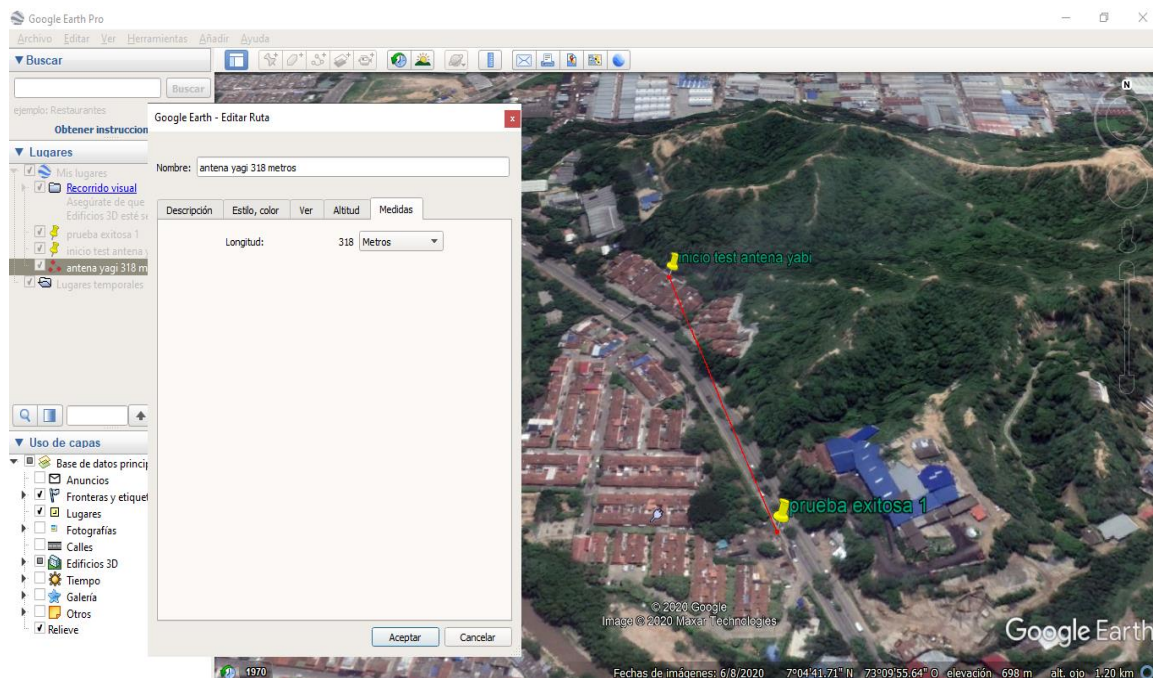 Google Earth Pro
Archivo Editar Ver Herramientas Añadir Ayuda
▼ Buscar
Buscar
ejemplo: Restaurantes
Obtener instruccion
▼ Lugares
Mis lugares
Recorrido visual
Asegúrate de que
Edificios 3D esté se
prueba exitosa 1
inicio test antena y
antena yagi 318 m
Lugares temporales
▼ Uso de capas
Base de datos princip
Anuncios
Fronteras y etiquet
Lugares
Fotografías
Calles
Edificios 3D
Tiempo
Galería
Otros
Relieve
Google Earth - Editar Ruta
x
Nombre: antena yagi 318 metros
Descripción Estilo, color Ver Altitud Medidas
Longitud: 318 Metros
Aceptar Cancelar
N
inicio test antena yabi
prueba exitosa 1
© 2020 Google
Image © 2020 Maxar Technologies
Google Earth
1970
Fechas de imágenes: 6/8/2020 7°04'41.71" N 73°09'55.64" O elevación 698 m alt. ojo 1.20 km